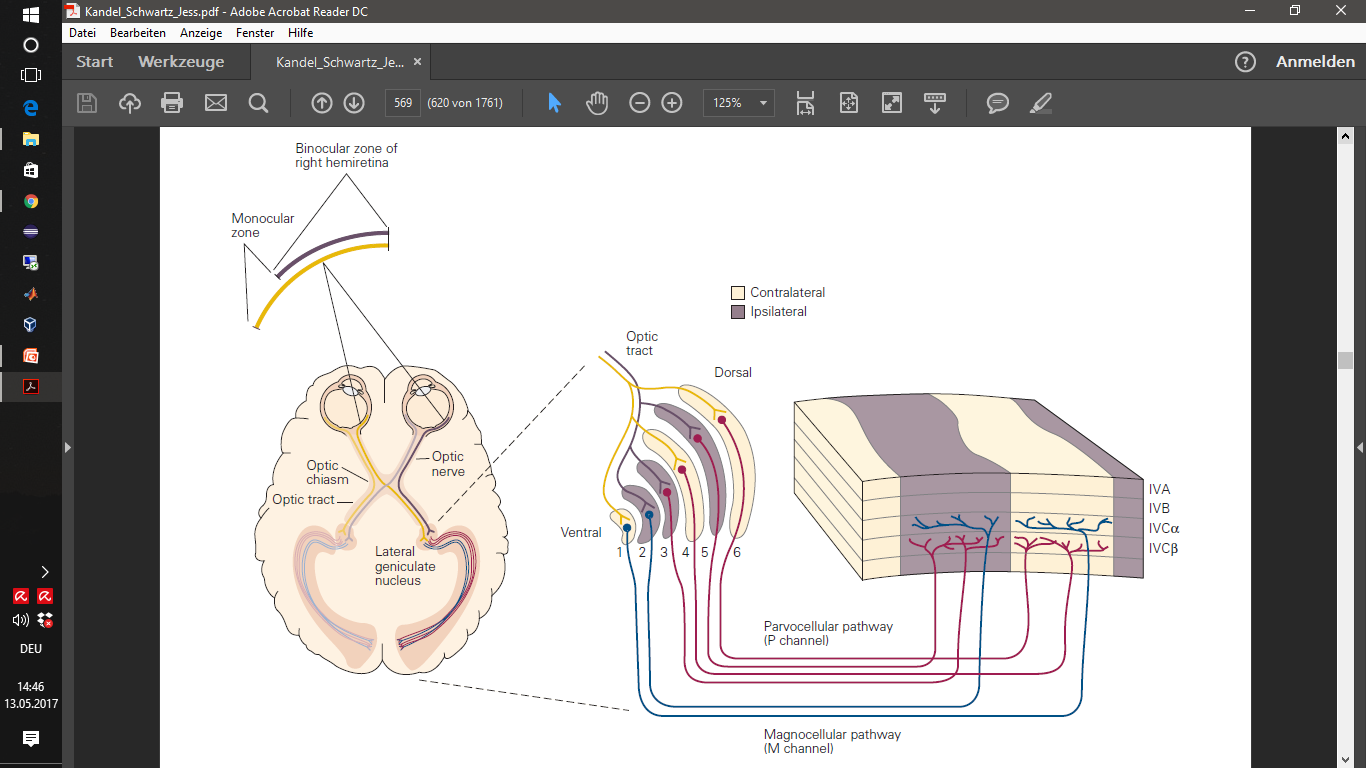 Kandel_Schwartz_Jess.pdf - Adobe Acrobat Reader DC
Datei Bearbeiten Anzeige Fenster Hilfe
Start Werkzeuge Kandel_Schwartz_Je... × ? Anmelden
569 (620 von 1761) 125%
Binocular zone of
right hemiretina
Monocular
zone
Contralateral
Ipsilateral
Optic
tract
Dorsal
Optic
nerve
Optic
chiasm
Optic tract
Lateral
geniculate
nucleus
Ventral
1 2 3 4 5 6
IVA
IVB
IVCα
IVCβ
Parvocellular pathway
(P channel)
Magnocellular pathway
(M channel)
DEU
14:46
13.05.2017